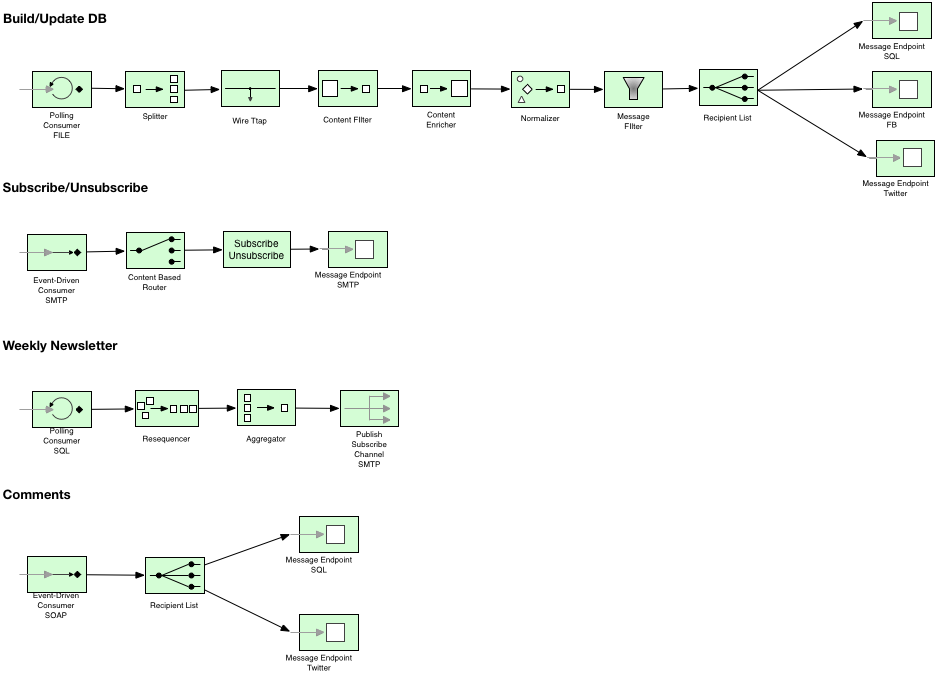 Build/Update DB
Message Endpoint
SQL
Polling
Consumer
FILE
Splitter
Wire Ttap
Content FIlter
Content
Enricher
Normalizer
Message
FIlter
Recipient List
Message Endpoint
FB
Message Endpoint
Twitter
Subscribe/Unsubscribe
Event-Driven
Consumer
SMTP
Content Based
Router
Subscribe
Unsubscribe
Message Endpoint
SMTP
Weekly Newsletter
Polling
Consumer
SQL
Resequencer
Aggregator
Publish
Subscribe
Channel
SMTP
Comments
Event-Driven
Consumer
SOAP
Recipient List
Message Endpoint
SQL
Message Endpoint
Twitter